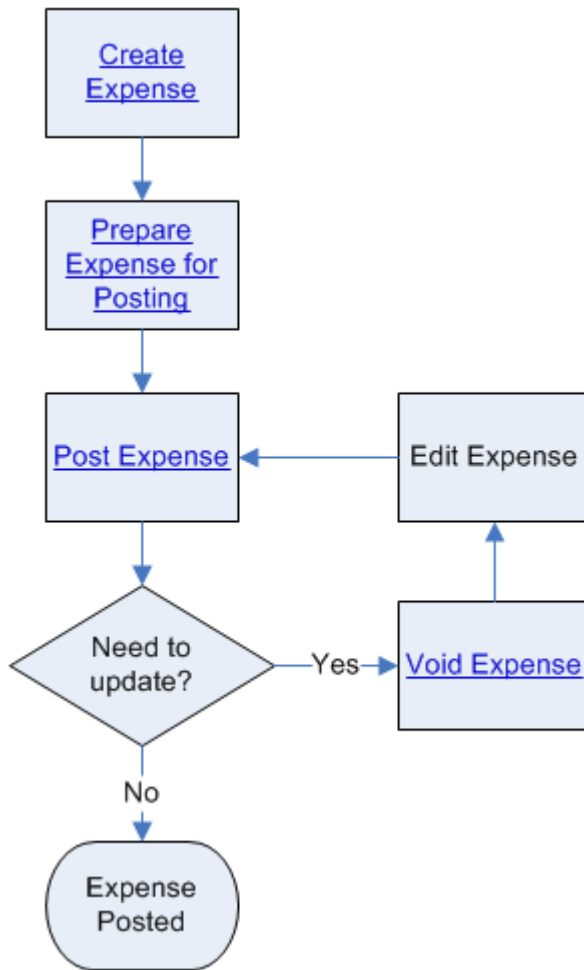 Create
Expense
Prepare
Expense for
Posting
Post Expense
Edit Expense
Need to
update?
Yes
Void Expense
No
Expense
Posted